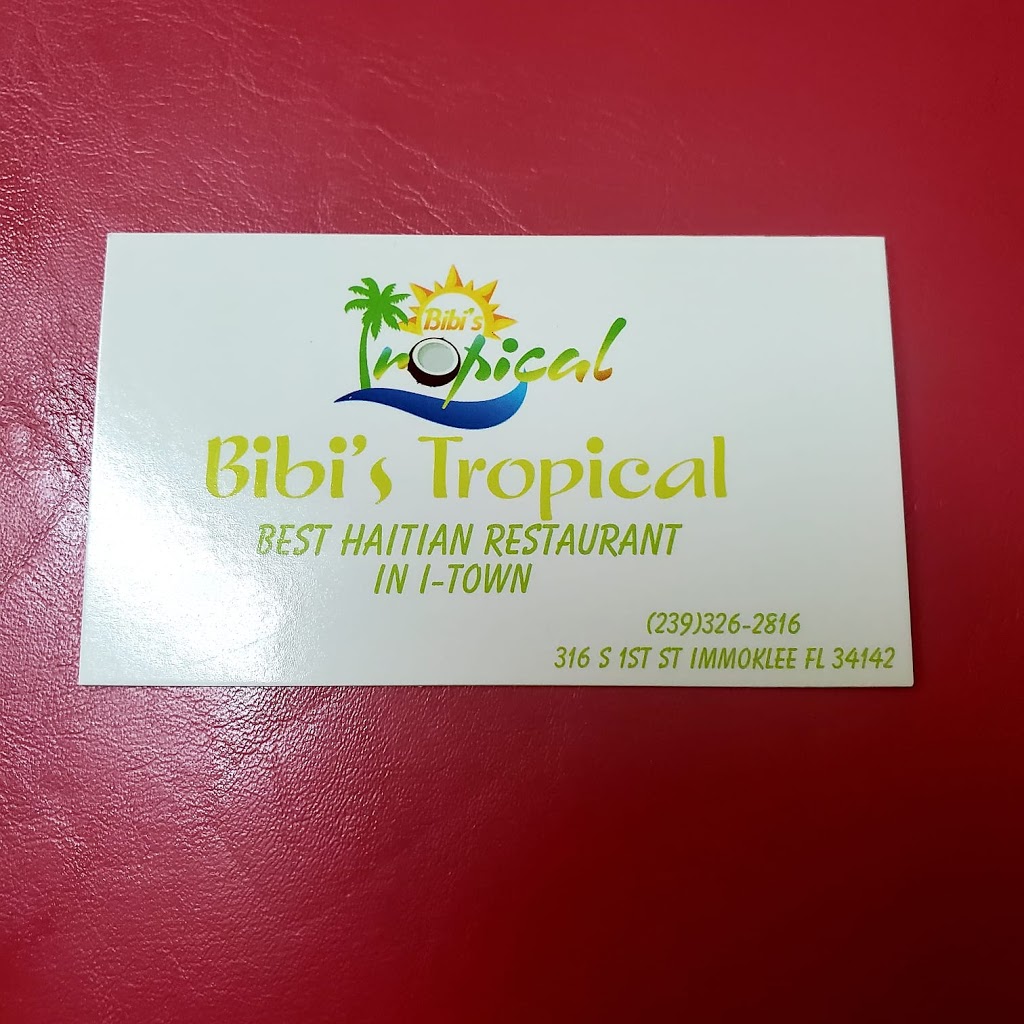 Bibi's
Tropical
Bibi's Tropical
BEST HAITIAN RESTAURANT
IN I-TOWN
(239)326-2816
316 S 1ST ST IMMOKLEE FL 34142